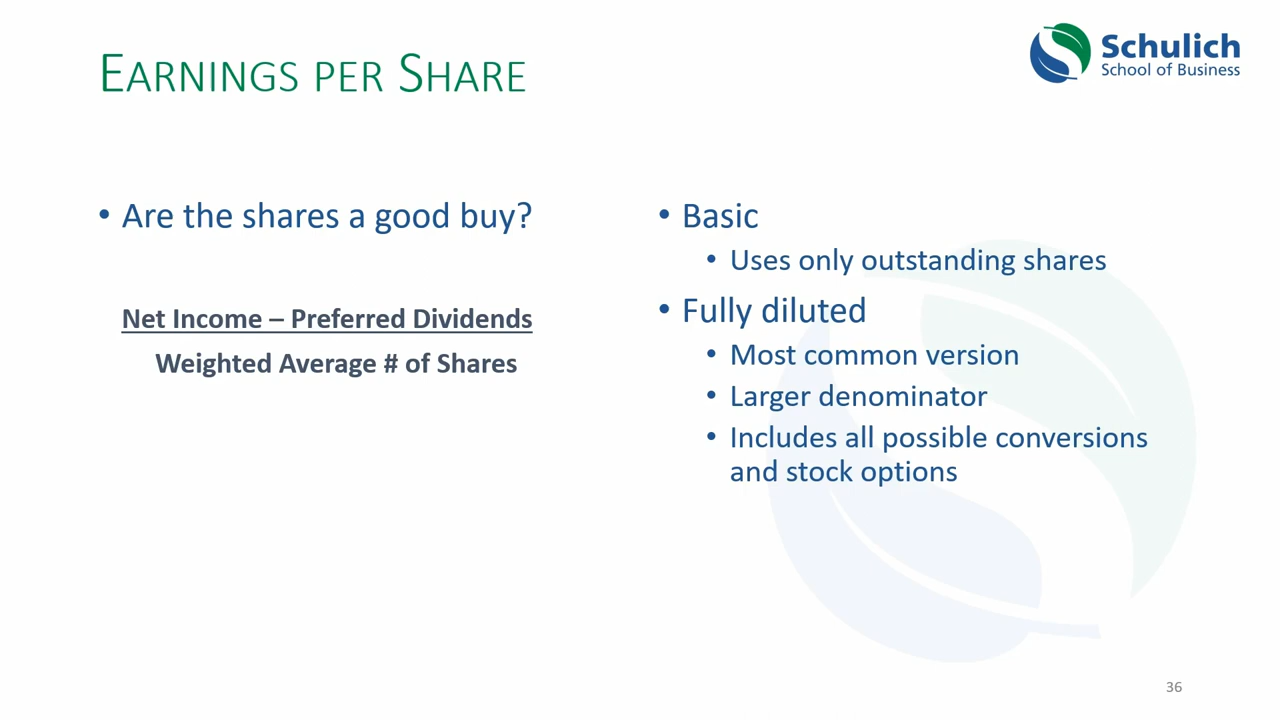 EARNINGS PER SHARE
Schulich
School of Business
• Are the shares a good buy?
Net Income – Preferred Dividends
Weighted Average # of Shares
• Basic
• Uses only outstanding shares
• Fully diluted
• Most common version
• Larger denominator
• Includes all possible conversions
and stock options
36